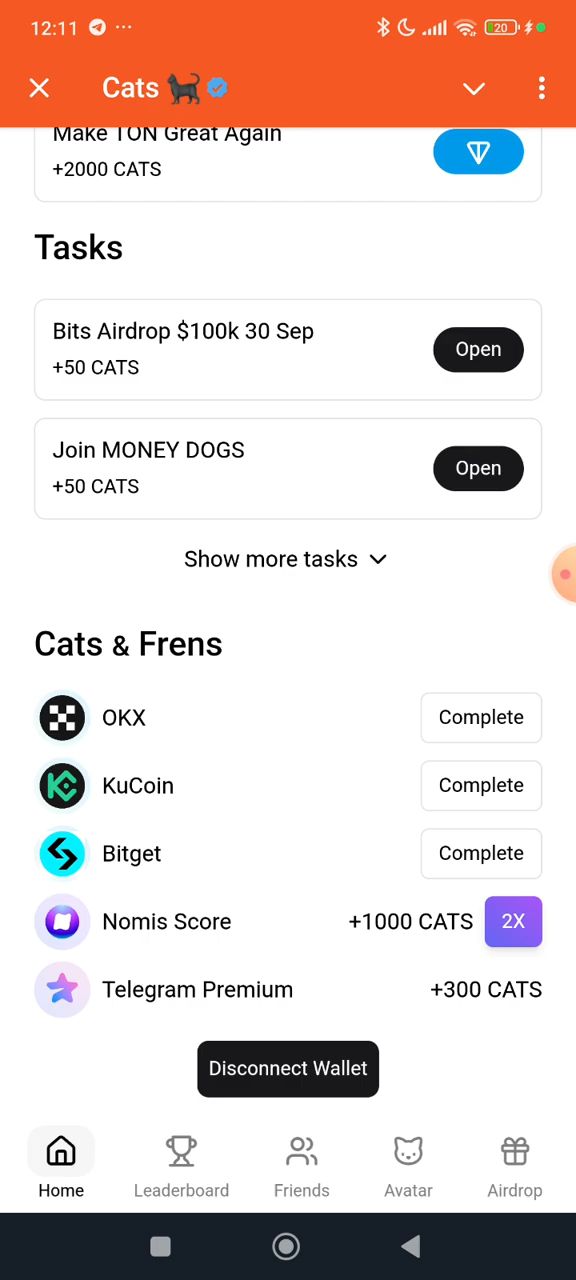 12:11
20
Cats
Make TON Great Again
+2000 CATS
Tasks
Bits Airdrop $100k 30 Sep
+50 CATS
Open
Join MONEY DOGS
+50 CATS
Open
Show more tasks
Cats & Frens
OKX
Complete
KuCoin
Complete
Bitget
Complete
Nomis Score
+1000 CATS
2X
Telegram Premium
+300 CATS
Disconnect Wallet
Home
Leaderboard
Friends
Avatar
Airdrop